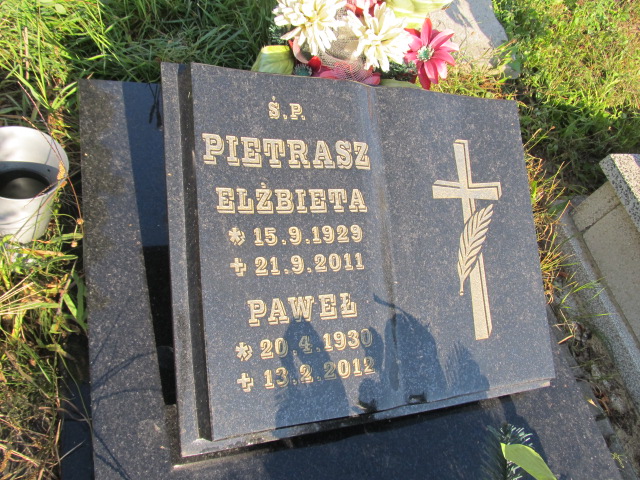 Ś.P.
PIETRASZ
ELŻBIETA
* 15.9.1929
+ 21.9.2011
PAWEŁ
* 20.4.1930
+ 13.2.2012